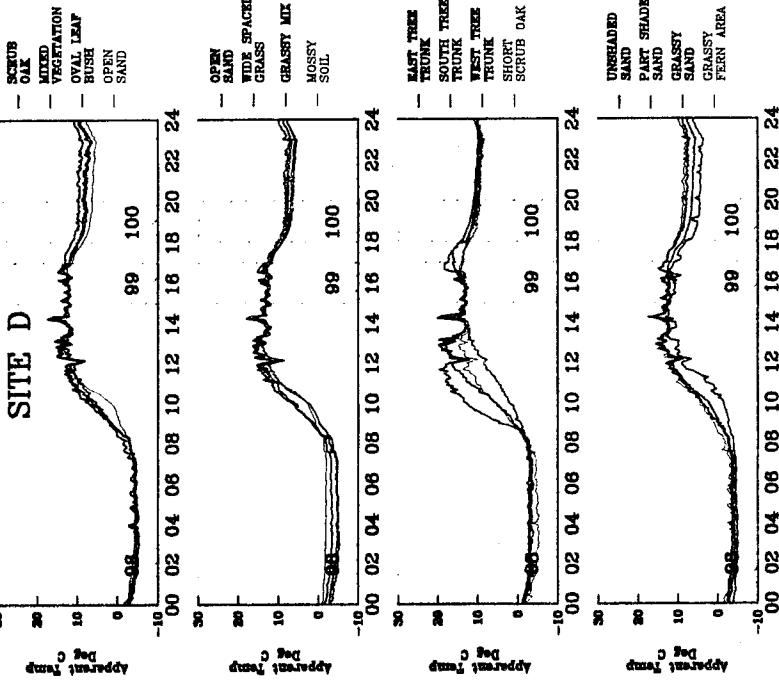 SITE D
SCRUB
OAK
MIXED
VEGETATION
OVAL LEAF
BUSH
OPEN
SAND
Apparent Temp
Deg C
20
10
0
-10
98
99
100
00 02 04 06 08 10 12 14 16 18 20 22 24
OPEN
SAND
WIDE SPACE
GRASS
GRASSY MIX
MOSSY
SOIL
Apparent Temp
Deg C
30
20
10
0
-10
98
99
100
00 02 04 06 08 10 12 14 16 18 20 22 24
EAST TREE
TRUNK
SOUTH TREE
TRUNK
WEST TREE
TRUNK
SHORT
SCRUB OAK
Apparent Temp
Deg C
30
20
10
0
-10
98
99
100
00 02 04 06 08 10 12 14 16 18 20 22 24
UNSHADED
SAND
PART SHADE
SAND
GRASSY
SAND
GRASSY
FERN AREA
Apparent Temp
Deg C
30
20
10
0
-10
98
99
100
00 02 04 06 08 10 12 14 16 18 20 22 24